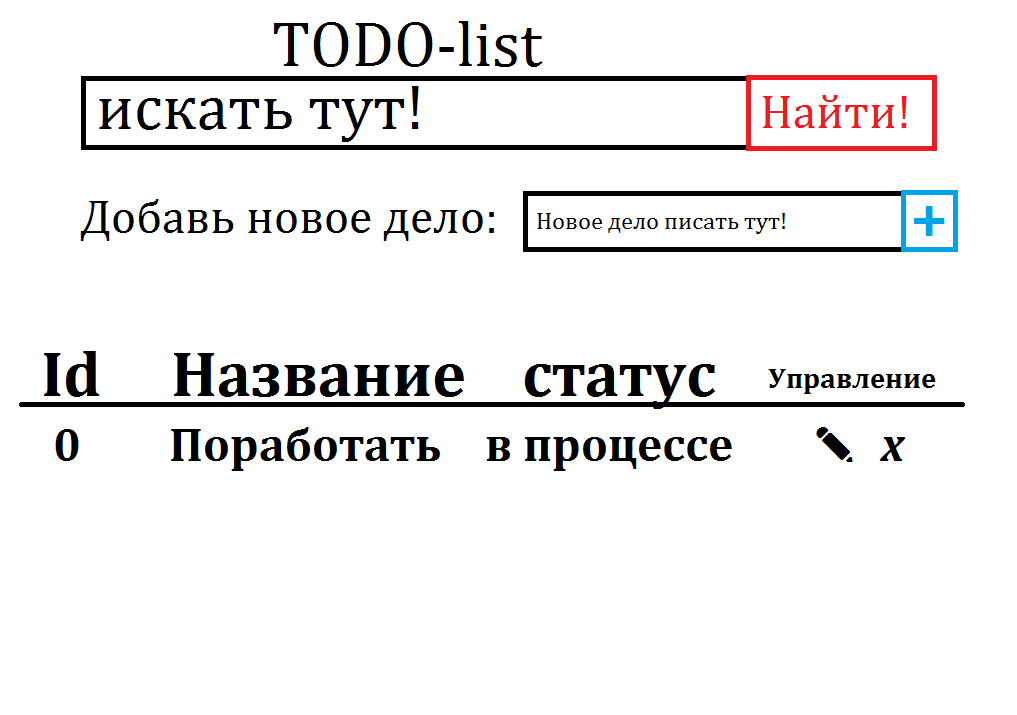 TODO-list
искать тут! Найти!
Добавь новое дело: Новое дело писать тут! +
Id Название статус Управление
0 Поработать в процессе x